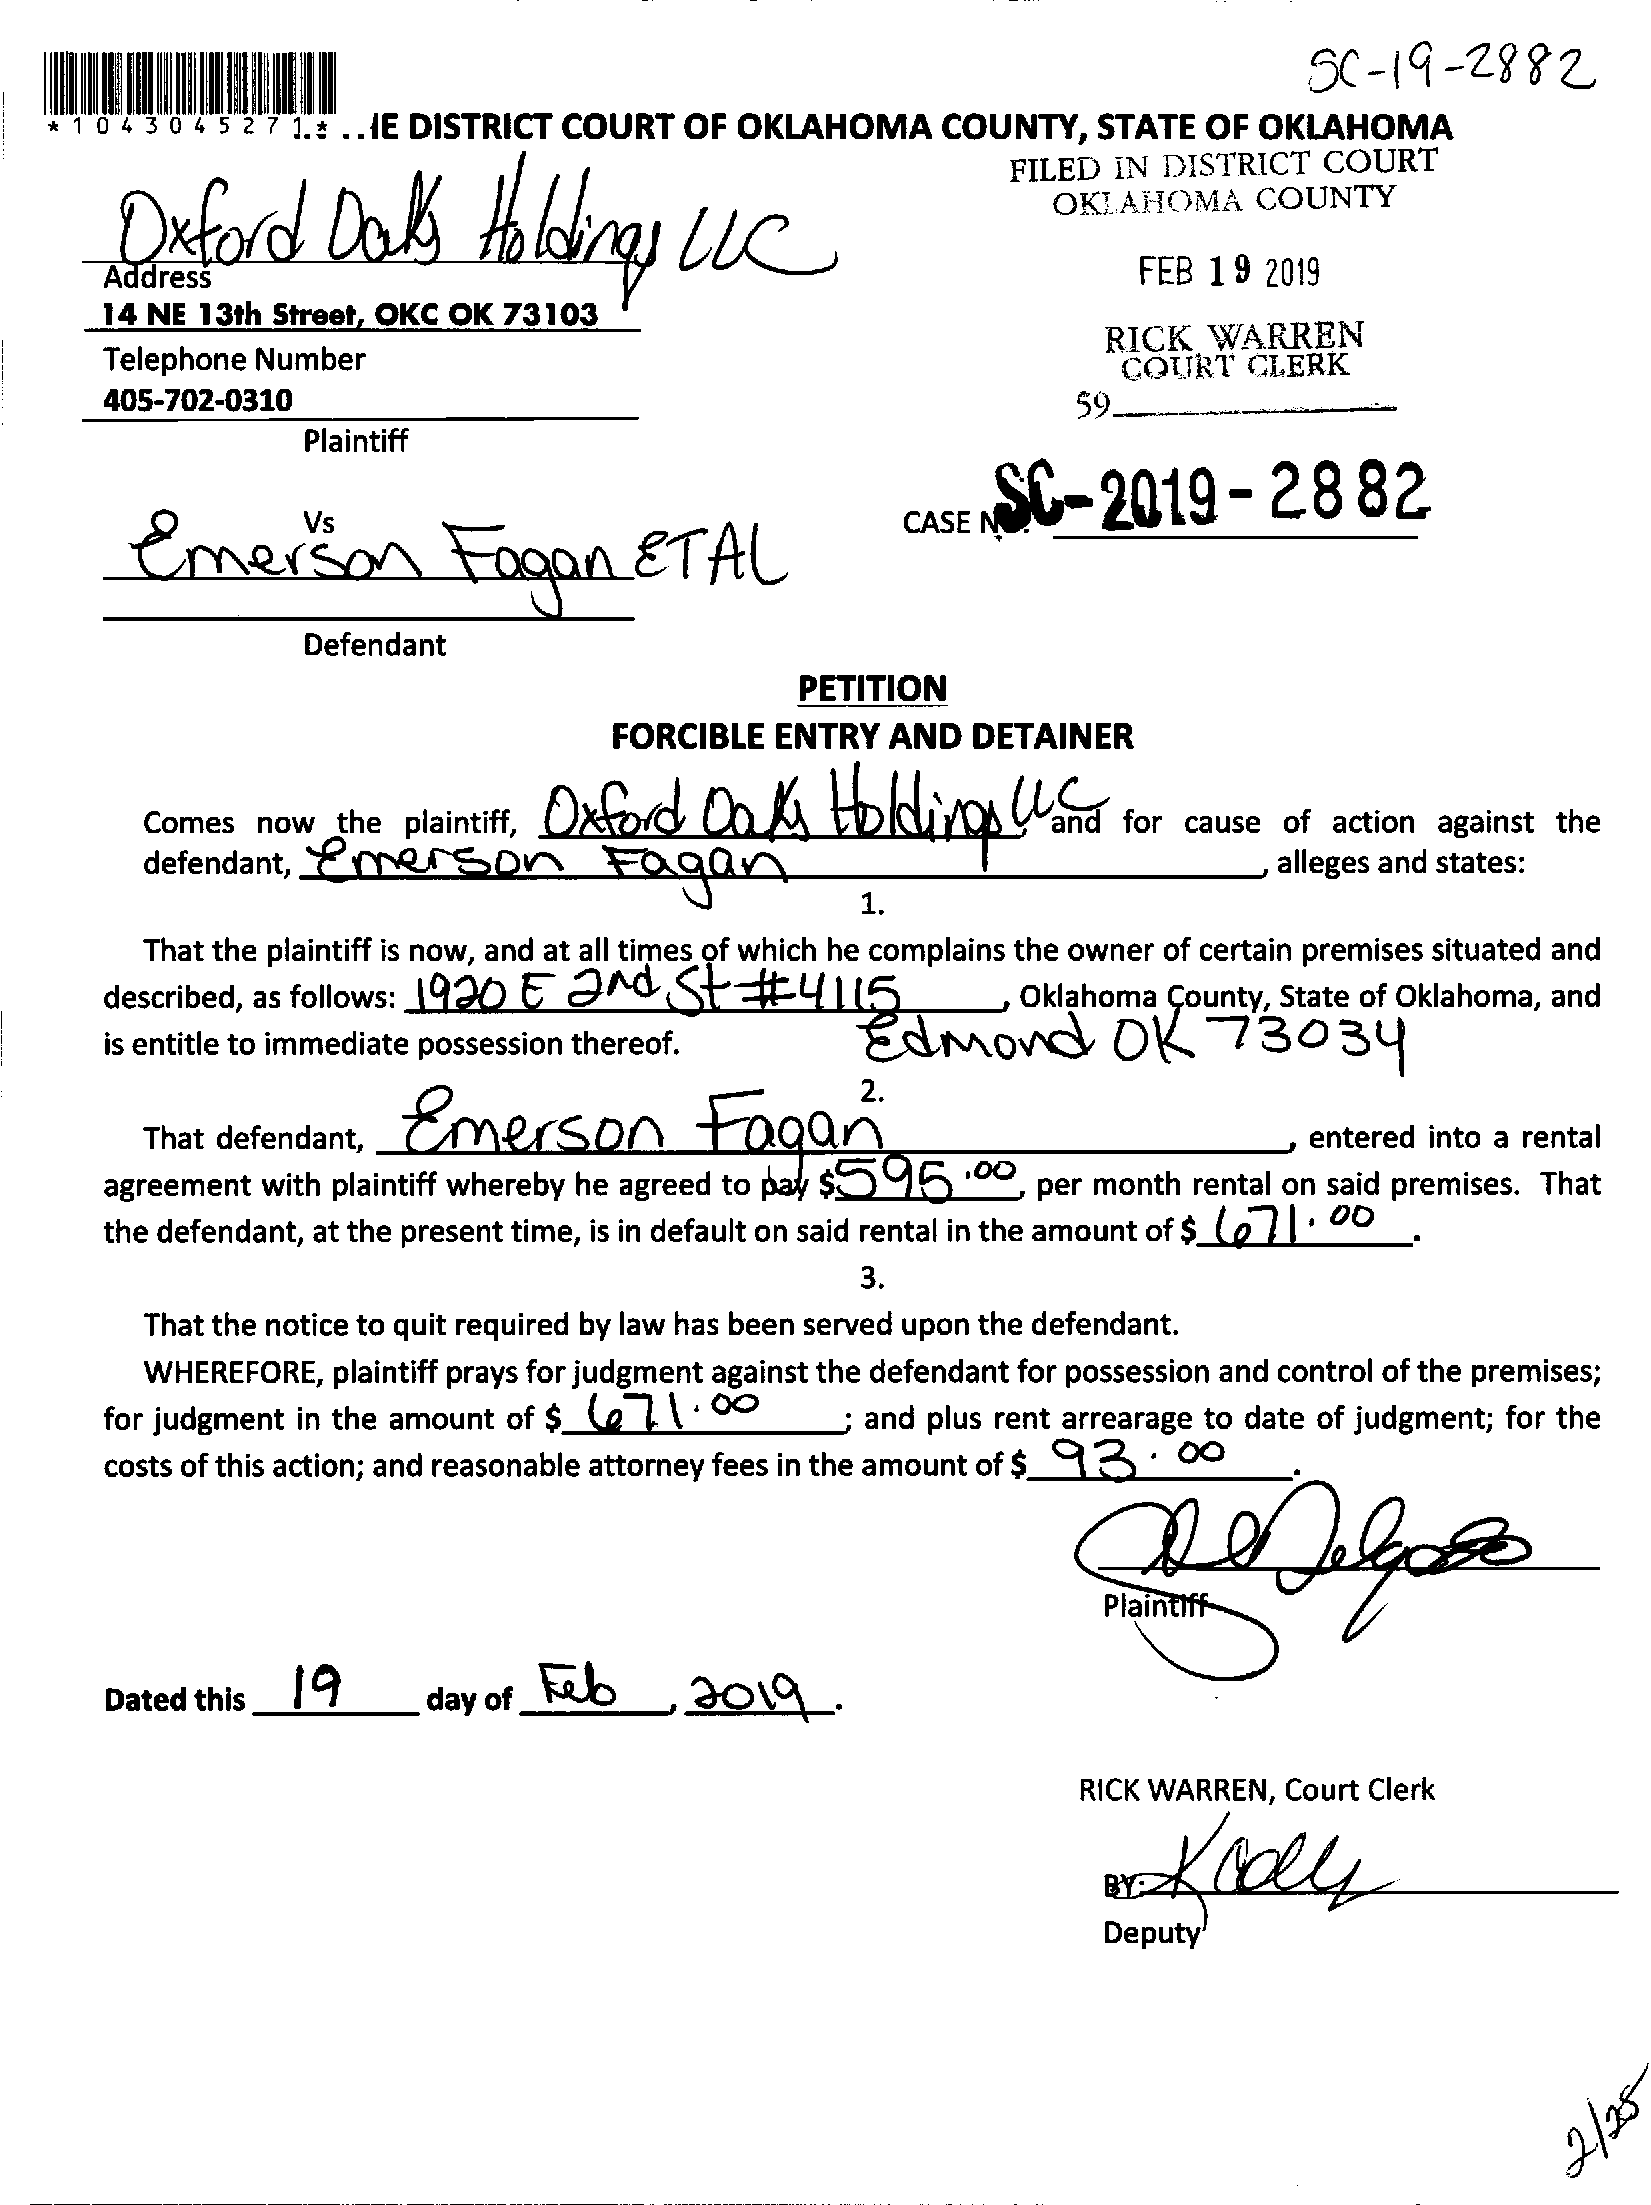 SC-19-2882
*1043045271* ..HE DISTRICT COURT OF OKLAHOMA COUNTY, STATE OF OKLAHOMA
FILED IN DISTRICT COURT
OKLAHOMA COUNTY
Oxford Oaks Holdings LLC
Address
FEB 19 2019
14 NE 13th Street, OKC OK 73103
RICK WARREN
COURT CLERK
Telephone Number
405-702-0310
59
Plaintiff
CASE NO. SC-2019-2882
Vs
Emerson Fagan ETAL
Defendant
PETITION
FORCIBLE ENTRY AND DETAINER
Comes now the plaintiff, Oxford Oaks Holdings LLC and for cause of action against the
defendant, Emerson Fagan, alleges and states:
1.
That the plaintiff is now, and at all times of which he complains the owner of certain premises situated and
described, as follows: 1920 E 2nd St #4115, Oklahoma County, State of Oklahoma, and
is entitle to immediate possession thereof. Edmond OK 73034
2.
That defendant, Emerson Fagan, entered into a rental
agreement with plaintiff whereby he agreed to pay $595.00, per month rental on said premises. That
the defendant, at the present time, is in default on said rental in the amount of $ 671.00.
3.
That the notice to quit required by law has been served upon the defendant.
WHEREFORE, plaintiff prays for judgment against the defendant for possession and control of the premises;
for judgment in the amount of $ 671.00; and plus rent arrearage to date of judgment; for the
costs of this action; and reasonable attorney fees in the amount of $ 93.00.
Plaintiff
Dated this 19 day of Feb, 2019.
RICK WARREN, Court Clerk
BY:
Deputy
2/25